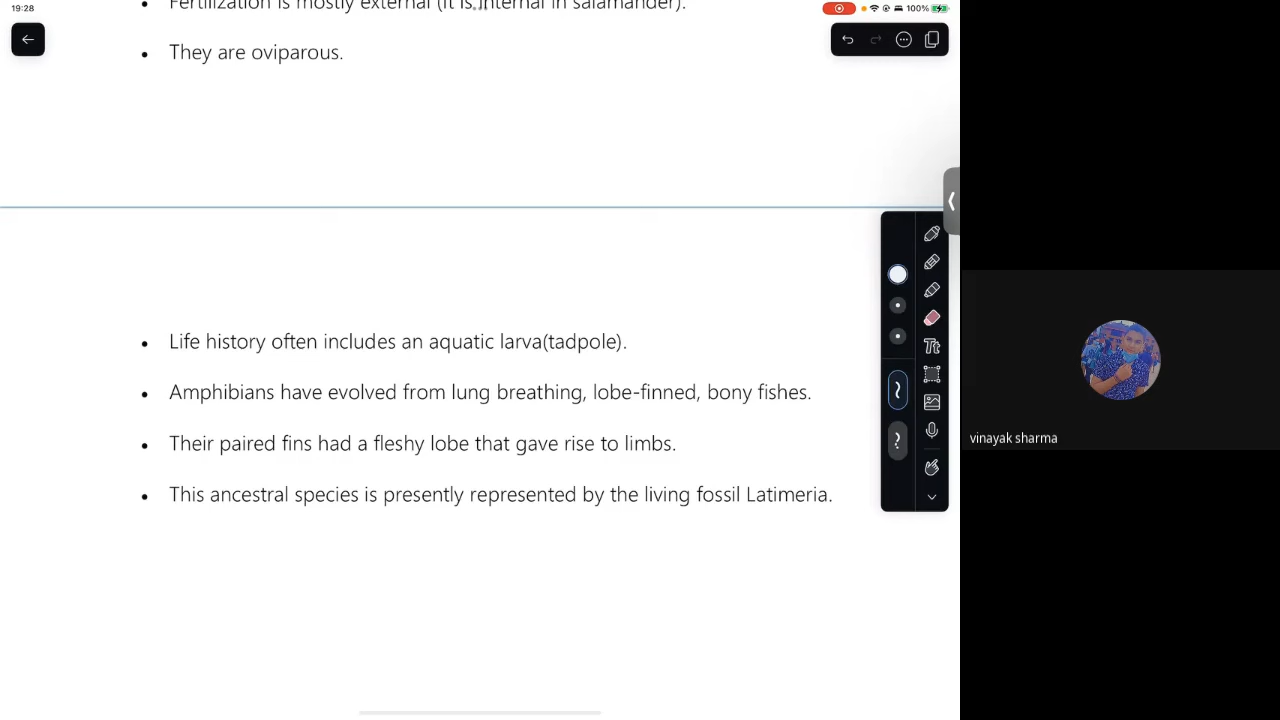 19:28
Fertilization is mostly external (it is internal in salamander).
100%
They are oviparous.
Life history often includes an aquatic larva(tadpole).
Amphibians have evolved from lung breathing, lobe-finned, bony fishes.
Their paired fins had a fleshy lobe that gave rise to limbs.
This ancestral species is presently represented by the living fossil Latimeria.
Tt
vinayak sharma